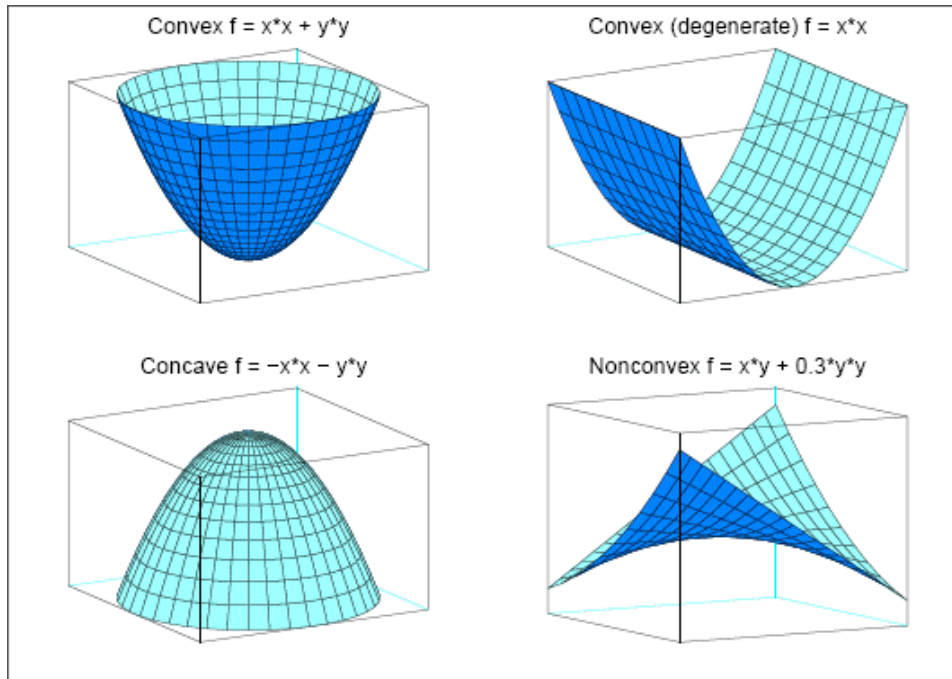 Convex f = x*x + y*y
Convex (degenerate) f = x*x
Concave f = −x*x − y*y
Nonconvex f = x*y + 0.3*y*y